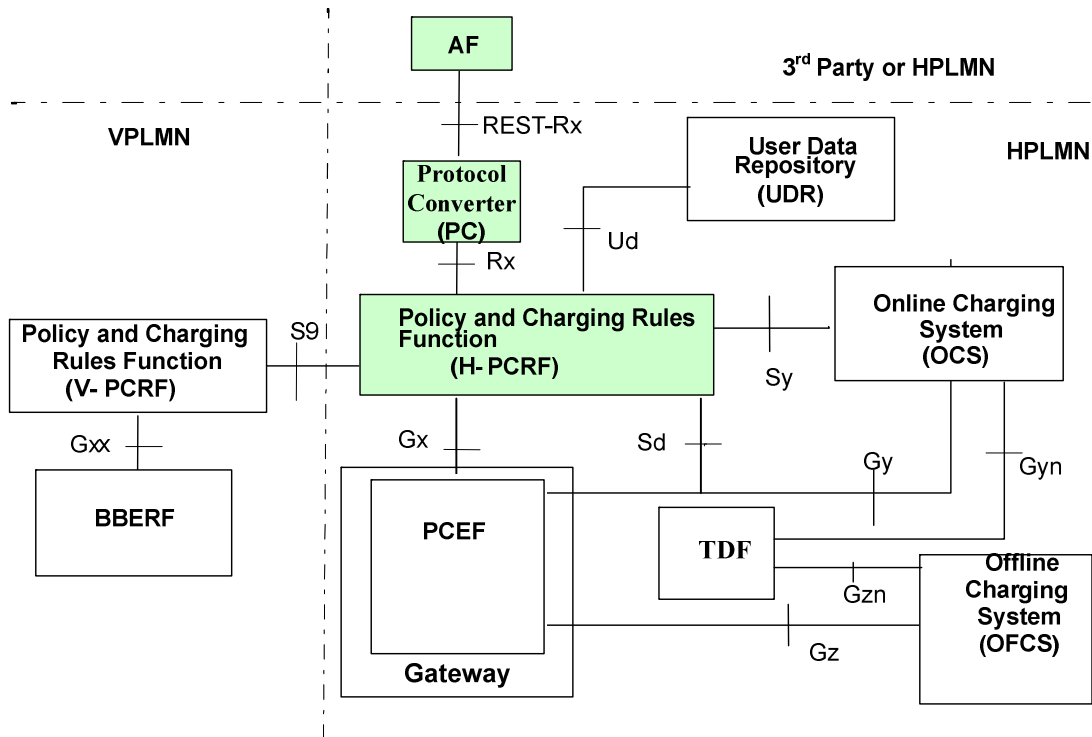 AF
3rd Party or HPLMN
VPLMN
REST-Rx
User Data
Repository
(UDR)
HPLMN
Protocol
Converter
(PC)
Ud
Rx
Policy and Charging
Rules Function
(V- PCRF)
S9
Policy and Charging Rules
Function
(H- PCRF)
Sy
Online Charging
System
(OCS)
Gxx
Gx
Sd
Gy
Gyn
BBERF
PCEF
TDF
Gzn
Offline
Charging
System
(OFCS)
Gz
Gateway